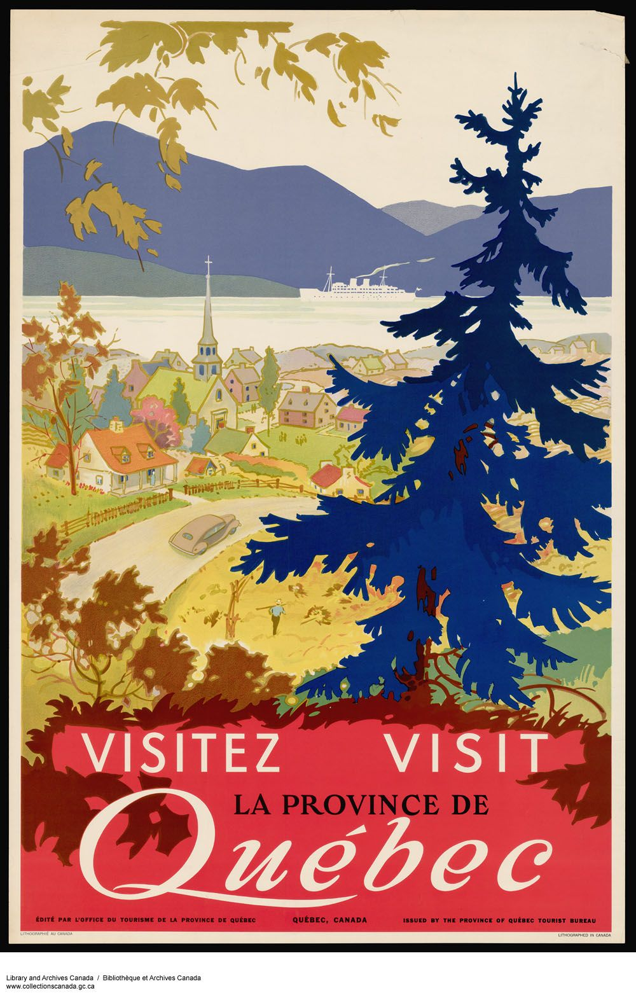 VISITEZ VISIT
LA PROVINCE DE
Québec
ÉDITÉ PAR L'OFFICE DU TOURISME DE LA PROVINCE DE QUÉBEC QUÉBEC, CANADA ISSUED BY THE PROVINCE OF QUÉBEC TOURIST BUREAU
LITHOGRAPHIÉ AU CANADA LITHOGRAPHED IN CANADA
Library and Archives Canada / Bibliothèque et Archives Canada
www.collectionscanada.gc.ca